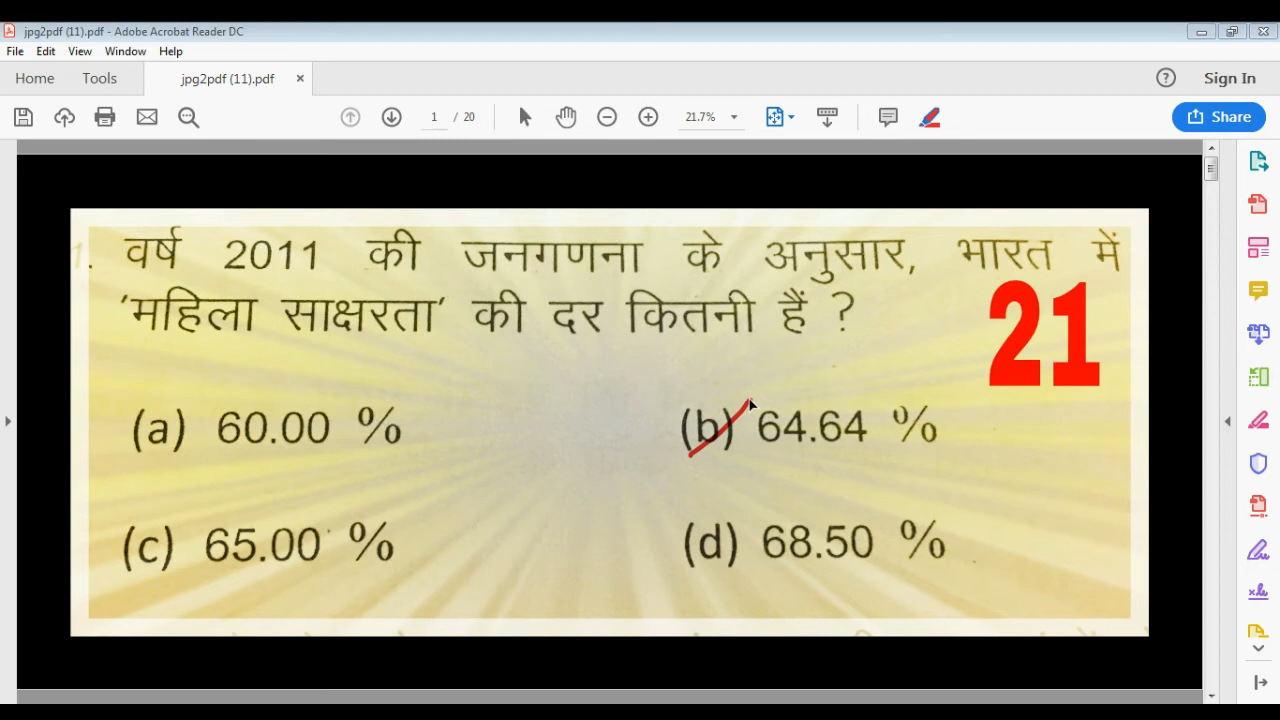 jpg2pdf (11).pdf - Adobe Acrobat Reader DC
File Edit View Window Help
Home Tools jpg2pdf (11).pdf × ? Sign In
1 / 20 21.7% Share
1. वर्ष 2011 की जनगणना के अनुसार, भारत में
'महिला साक्षरता' की दर कितनी हैं ?
21
(a) 60.00 % (b) 64.64 %
(c) 65.00 % (d) 68.50 %